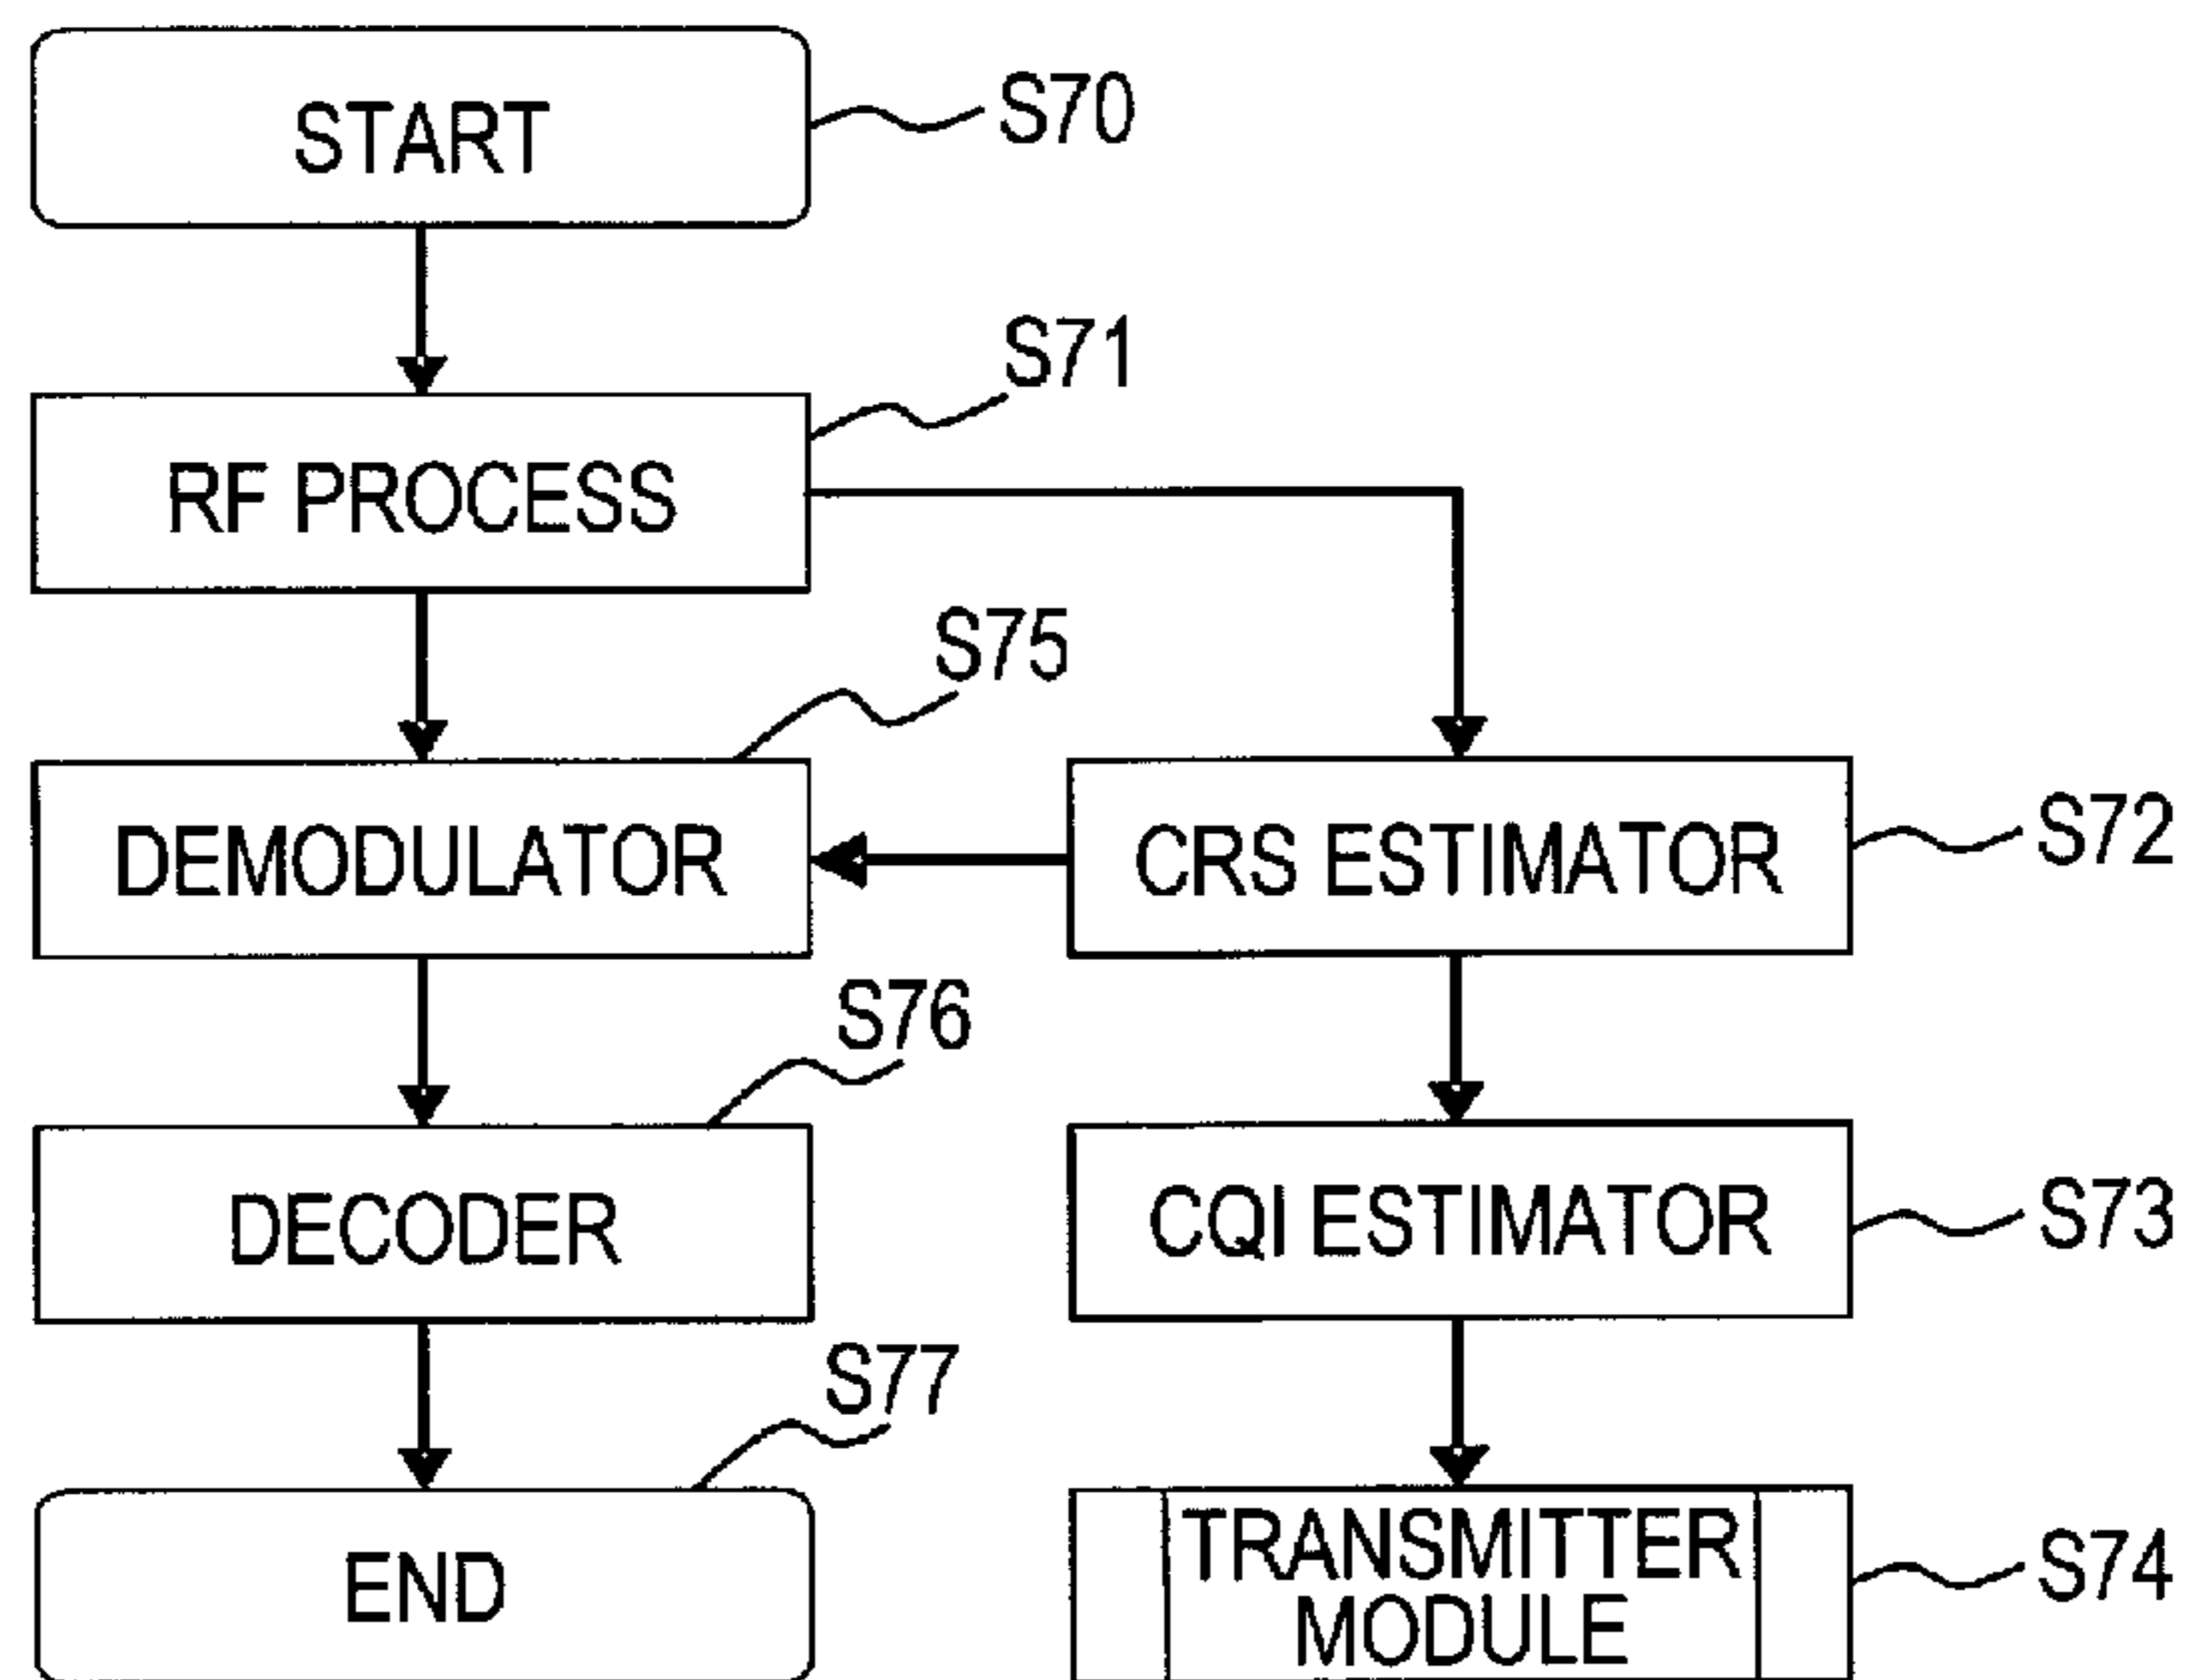 START
S70
S71
RF PROCESS
S75
DEMODULATOR
CRS ESTIMATOR
S72
S76
DECODER
CQI ESTIMATOR
S73
S77
END
TRANSMITTER
MODULE
S74